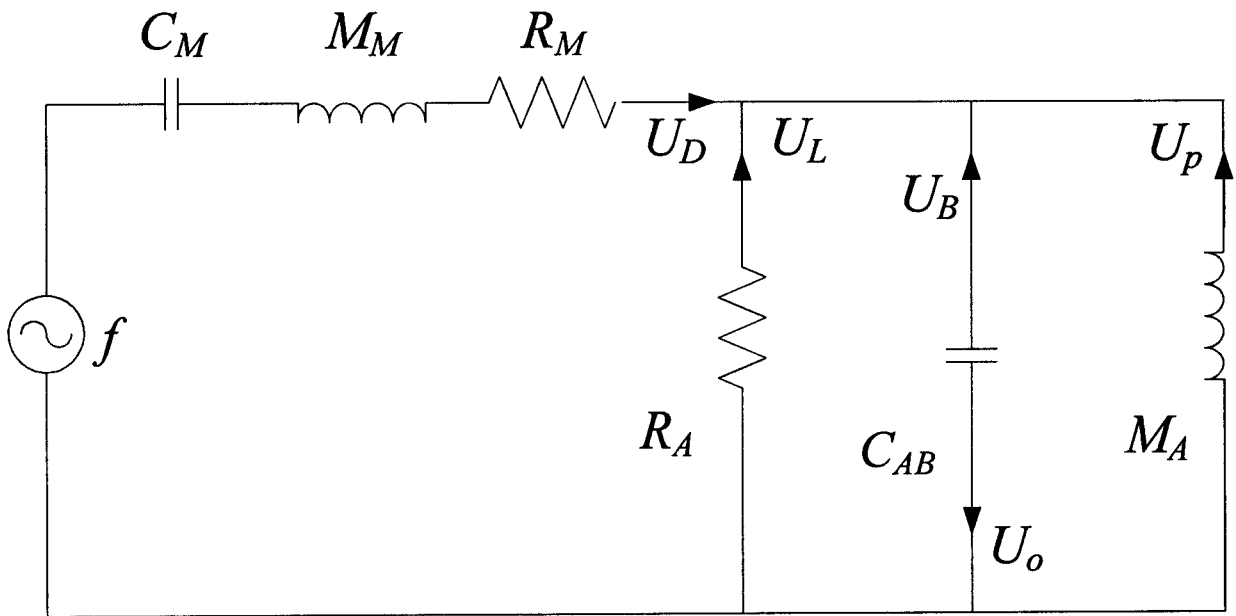 C_M M_M R_M
U_D U_L U_p
U_B
f
R_A C_AB M_A
U_o